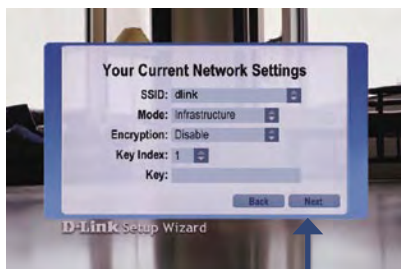 Your Current Network Settings
SSID: dlink
Mode: Infrastructure
Encryption: Disable
Key Index: 1
Key:
Back Next
D-Link Setup Wizard